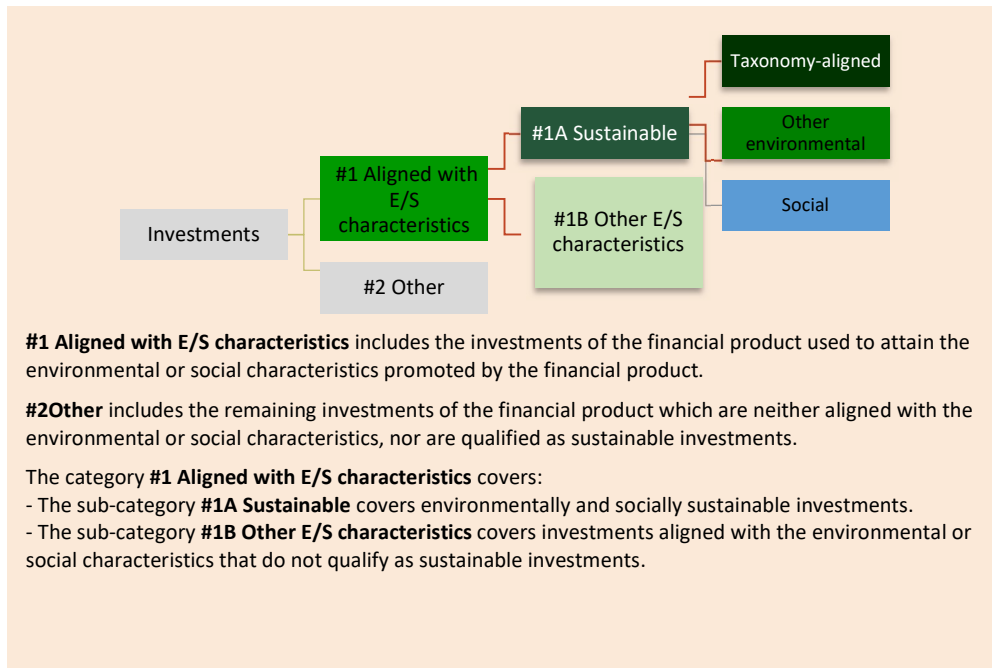 Taxonomy-aligned
#1A Sustainable
Other
environmental
#1 Aligned with
E/S
characteristics
Social
#1B Other E/S
characteristics
Investments
#2 Other
#1 Aligned with E/S characteristics includes the investments of the financial product used to attain the
environmental or social characteristics promoted by the financial product.
#2Other includes the remaining investments of the financial product which are neither aligned with the
environmental or social characteristics, nor are qualified as sustainable investments.
The category #1 Aligned with E/S characteristics covers:
- The sub-category #1A Sustainable covers environmentally and socially sustainable investments.
- The sub-category #1B Other E/S characteristics covers investments aligned with the environmental or
social characteristics that do not qualify as sustainable investments.